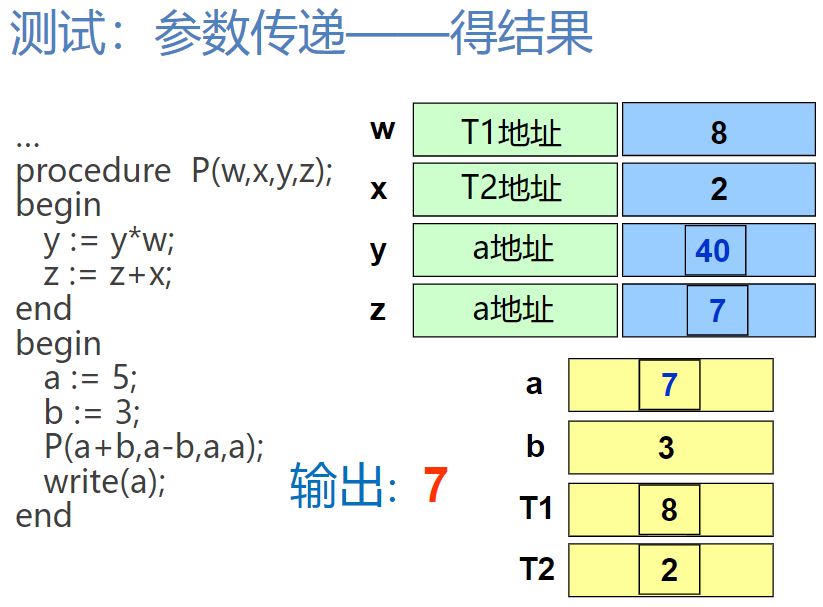 测试：参数传递——得结果
...
procedure P(w,x,y,z);
begin
y := y*w;
z := z+x;
end
begin
a := 5;
b := 3;
P(a+b,a-b,a,a);
write(a);
end
w T1地址 8
x T2地址 2
y a地址 40
z a地址 7
a 7
b 3
T1 8
T2 2
输出: 7